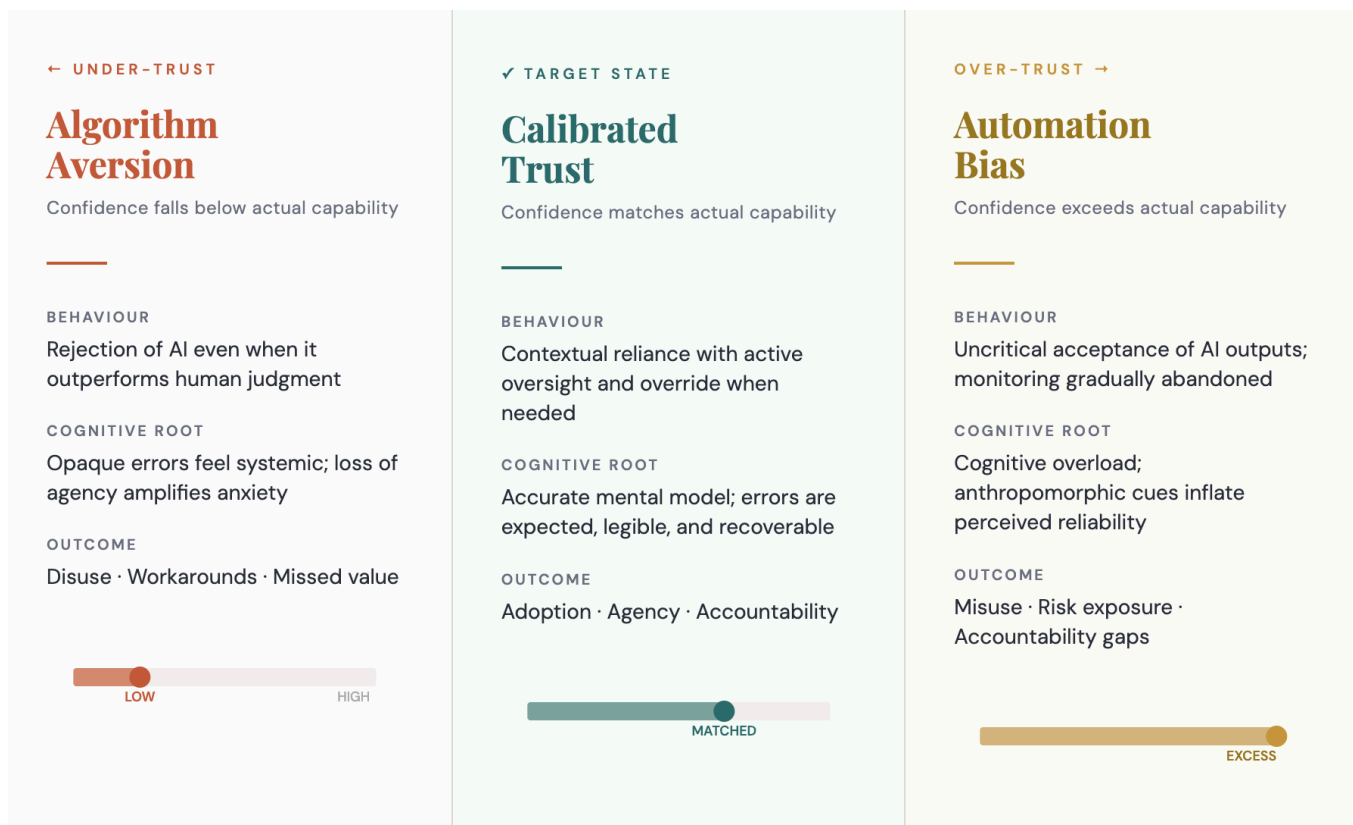 ← UNDER-TRUST
Algorithm
Aversion
Confidence falls below actual capability
BEHAVIOUR
Rejection of AI even when it
outperforms human judgment
COGNITIVE ROOT
Opaque errors feel systemic; loss of
agency amplifies anxiety
OUTCOME
Disuse · Workarounds · Missed value
LOW
HIGH
✓ TARGET STATE
Calibrated
Trust
Confidence matches actual capability
BEHAVIOUR
Contextual reliance with active
oversight and override when
needed
COGNITIVE ROOT
Accurate mental model; errors are
expected, legible, and recoverable
OUTCOME
Adoption · Agency · Accountability
MATCHED
OVER-TRUST →
Automation
Bias
Confidence exceeds actual capability
BEHAVIOUR
Uncritical acceptance of AI outputs;
monitoring gradually abandoned
COGNITIVE ROOT
Cognitive overload;
anthropomorphic cues inflate
perceived reliability
OUTCOME
Misuse · Risk exposure ·
Accountability gaps
EXCESS